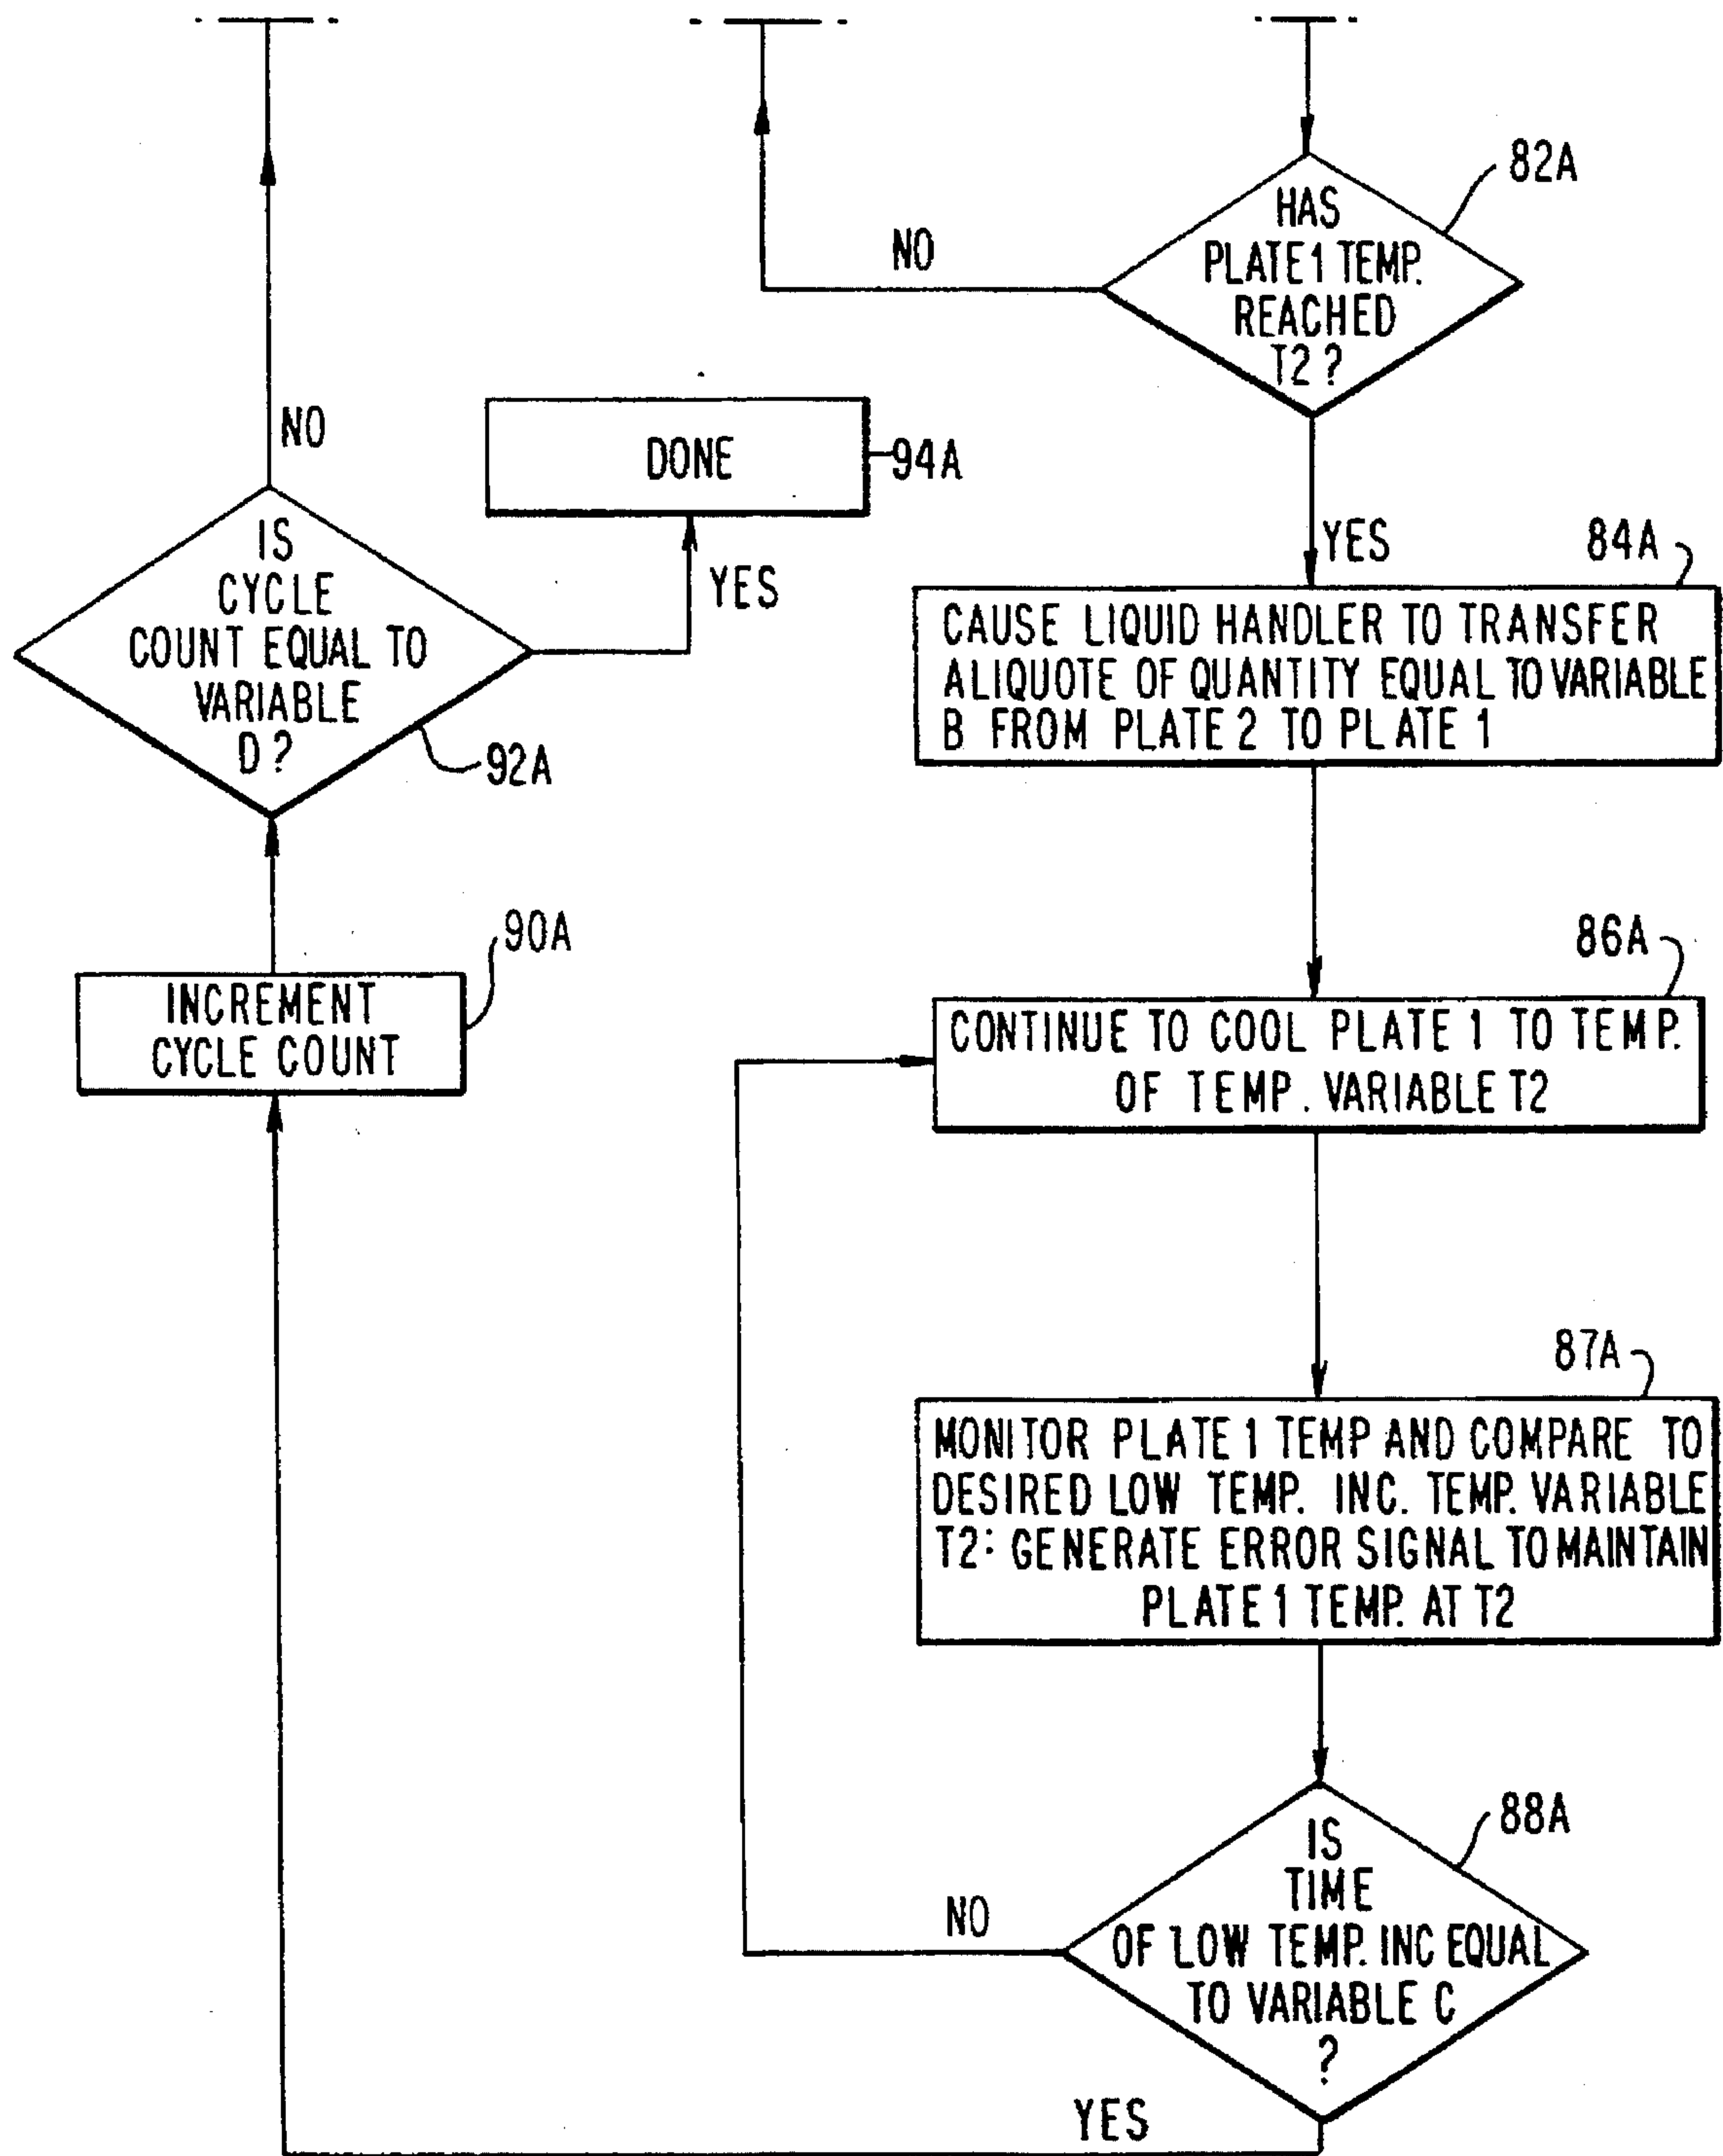 82A
HAS
PLATE 1 TEMP.
REACHED
T2?
NO
YES
84A
CAUSE LIQUID HANDLER TO TRANSFER
ALIQUOTE OF QUANTITY EQUAL TO VARIABLE
B FROM PLATE 2 TO PLATE 1
86A
CONTINUE TO COOL PLATE 1 TO TEMP.
OF TEMP. VARIABLE T2
87A
MONITOR PLATE 1 TEMP AND COMPARE TO
DESIRED LOW TEMP. INC. TEMP. VARIABLE
T2: GENERATE ERROR SIGNAL TO MAINTAIN
PLATE 1 TEMP. AT T2
88A
IS
TIME
OF LOW TEMP. INC EQUAL
TO VARIABLE C
?
NO
YES
90A
INCREMENT
CYCLE COUNT
IS
CYCLE
COUNT EQUAL TO
VARIABLE
D?
92A
NO
YES
DONE
94A